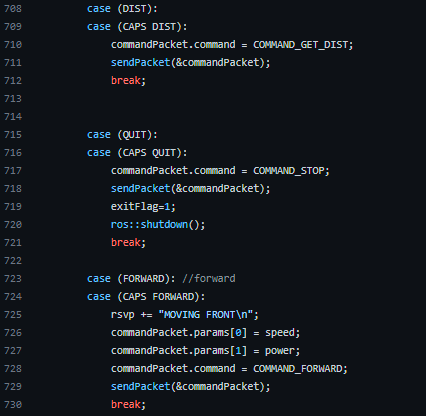 708 case (DIST):
709 case (CAPS DIST):
710 commandPacket.command = COMMAND_GET_DIST;
711 sendPacket(&commandPacket);
712 break;
713
714
715 case (QUIT):
716 case (CAPS QUIT):
717 commandPacket.command = COMMAND_STOP;
718 sendPacket(&commandPacket);
719 exitFlag=1;
720 ros::shutdown();
721 break;
722
723 case (FORWARD): //forward
724 case (CAPS FORWARD):
725 rsvp += "MOVING FRONT\n";
726 commandPacket.params[0] = speed;
727 commandPacket.params[1] = power;
728 commandPacket.command = COMMAND_FORWARD;
729 sendPacket(&commandPacket);
730 break;